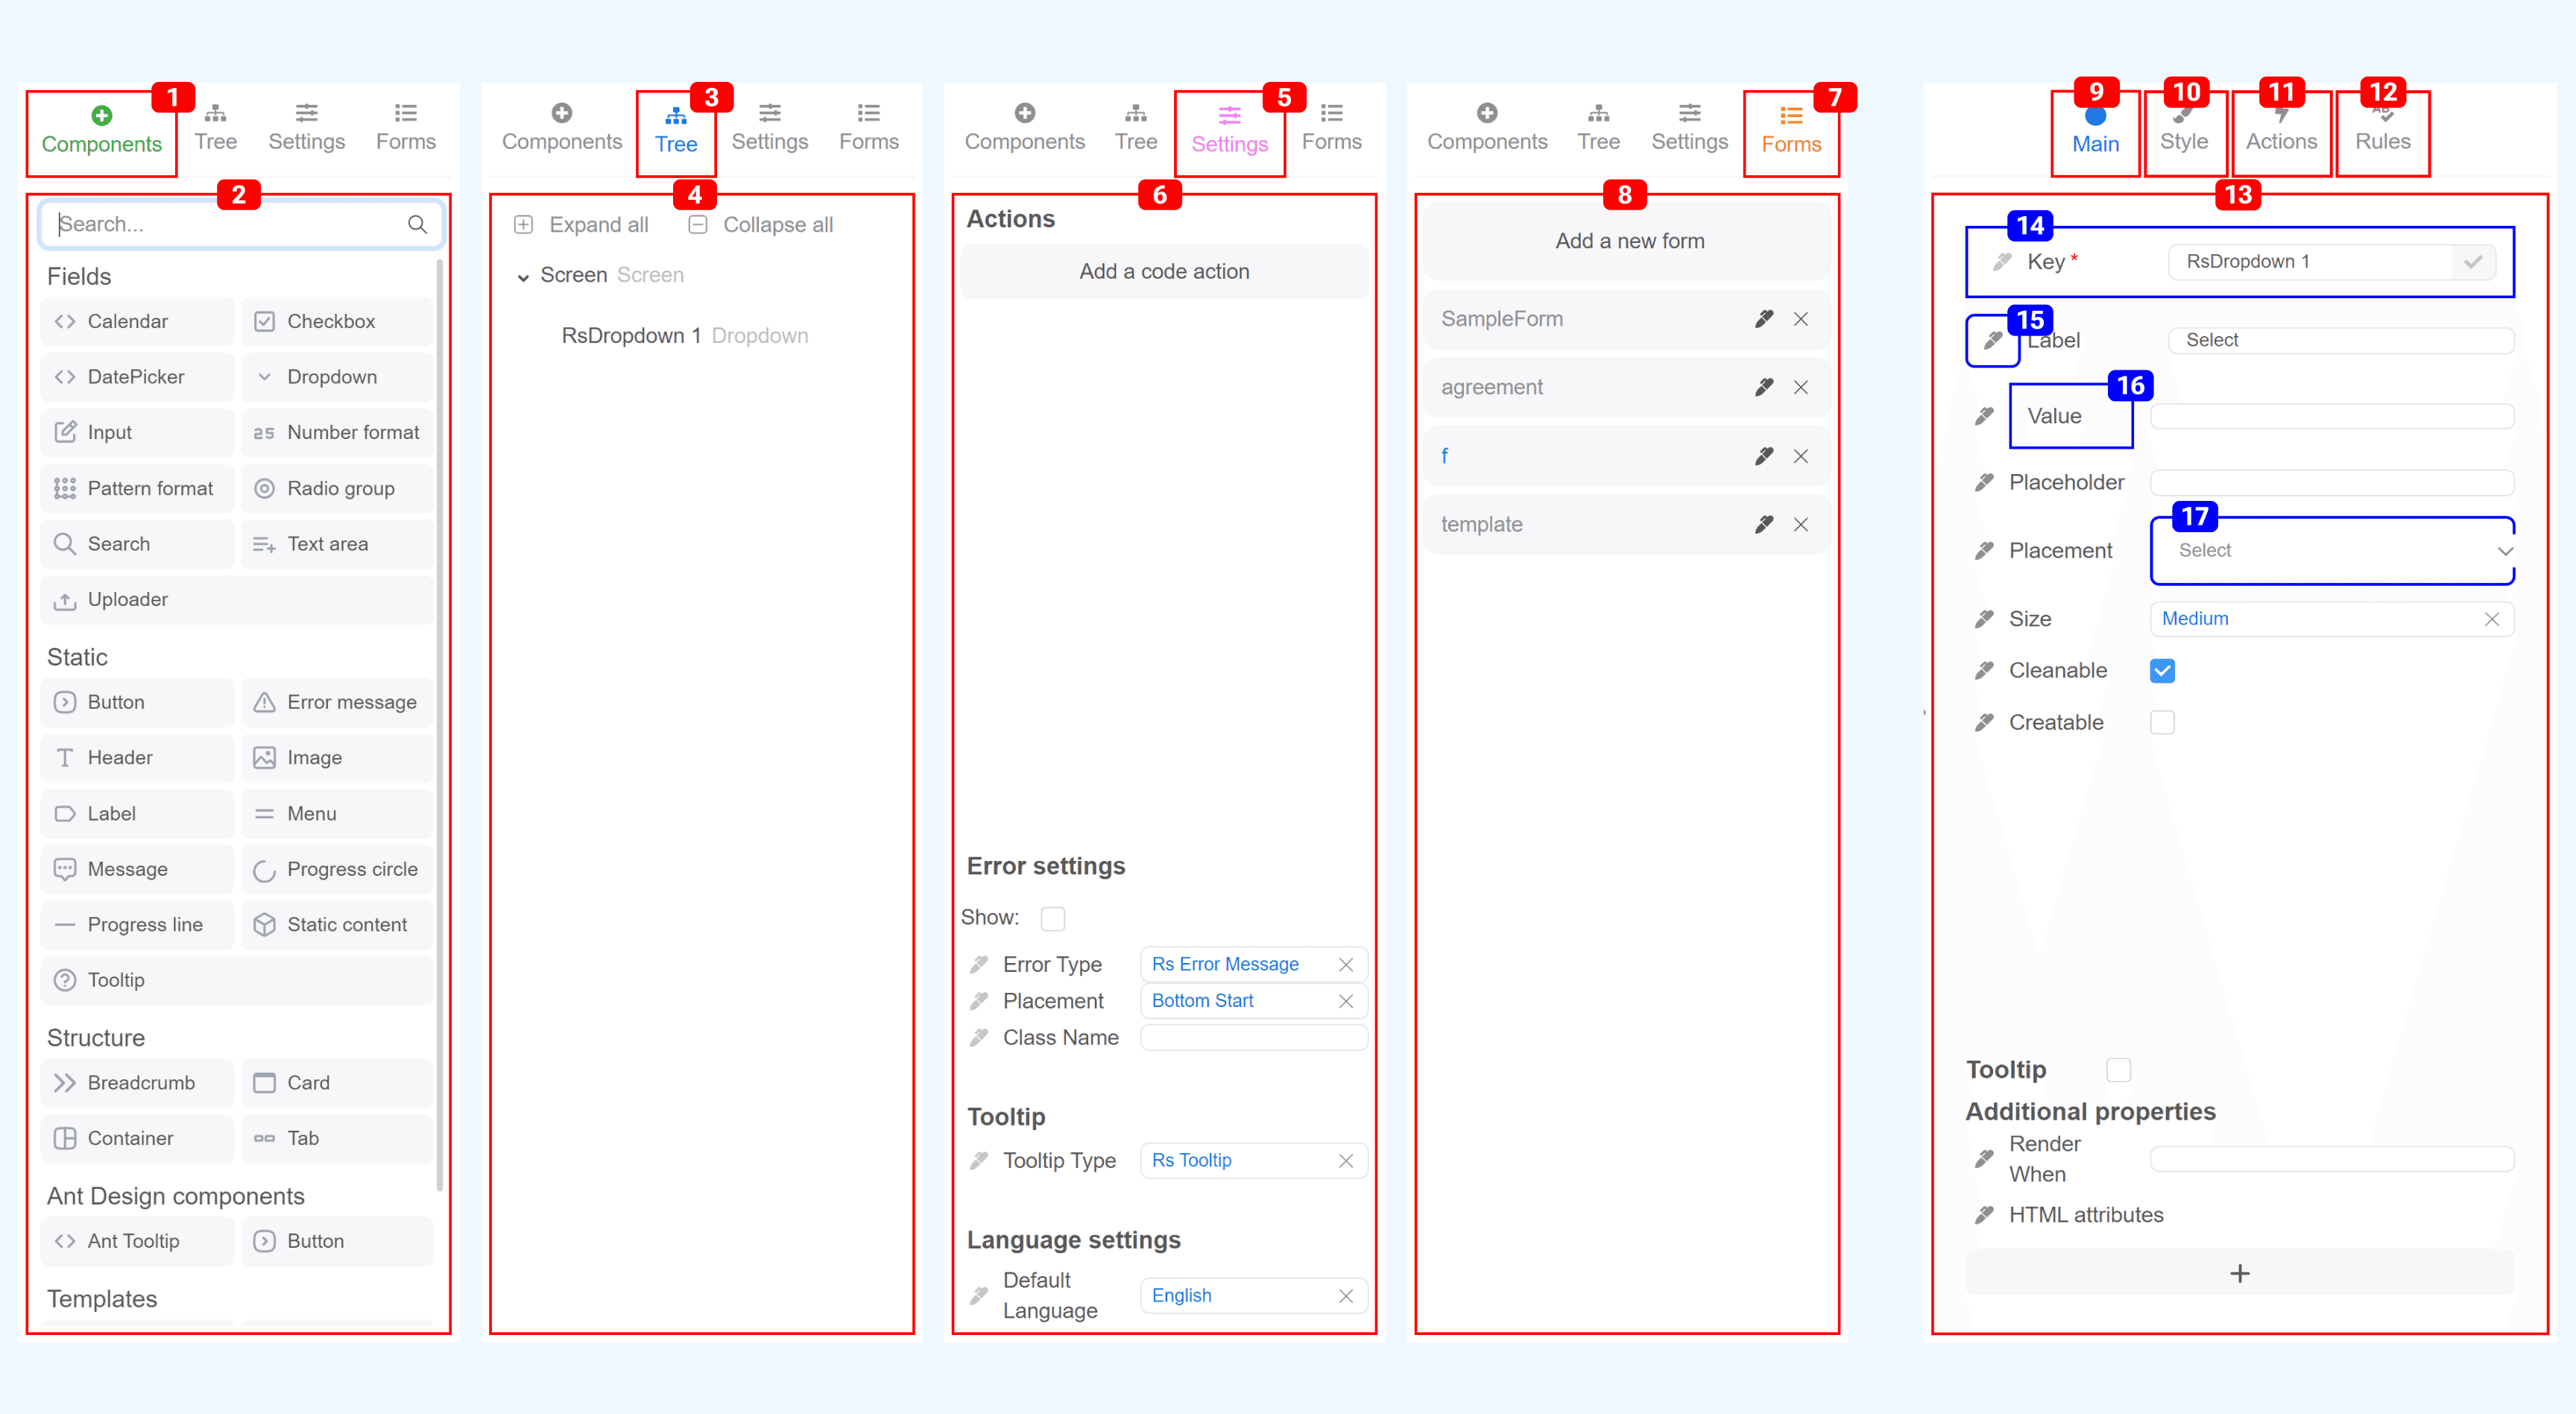 1
Components
Tree
Settings
Forms
2
Search...
Fields
Calendar
Checkbox
DatePicker
Dropdown
Input
25 Number format
Pattern format
Radio group
Search
Text area
Uploader
Static
Button
Error message
Header
Image
Label
Menu
Message
Progress circle
Progress line
Static content
Tooltip
Structure
Breadcrumb
Card
Container
Tab
Ant Design components
Ant Tooltip
Button
Templates
3
Components
Tree
Settings
Forms
4
Expand all
Collapse all
Screen Screen
RsDropdown 1 Dropdown
5
Components
Tree
Settings
Forms
6
Actions
Add a code action
Error settings
Show:
Error Type
Rs Error Message
Placement
Bottom Start
Class Name
Tooltip
Tooltip Type
Rs Tooltip
Language settings
Default
Language
English
7
Components
Tree
Settings
Forms
8
Add a new form
SampleForm
agreement
f
template
9
10
11
12
Main
Style
Actions
Rules
13
14
Key *
RsDropdown 1
15
Label
Select
16
Value
Placeholder
17
Placement
Select
Size
Medium
Cleanable
Creatable
Tooltip
Additional properties
Render
When
HTML attributes
+